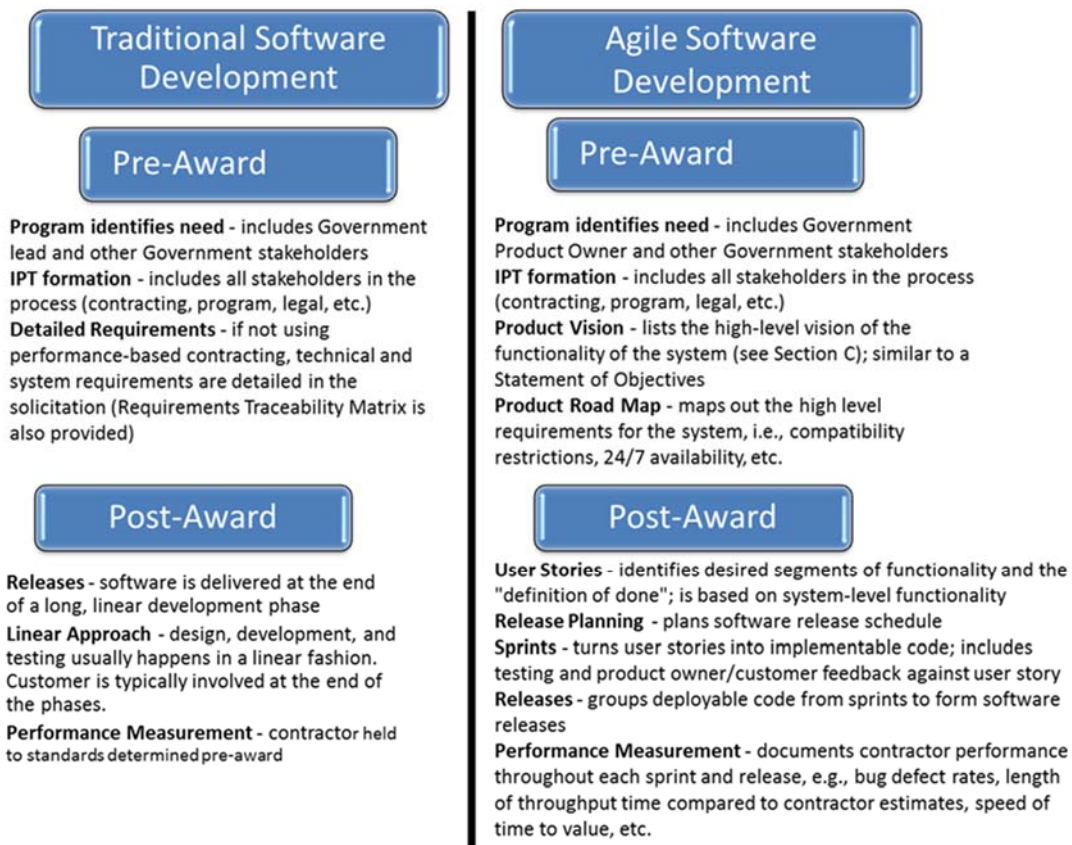 Traditional Software
Development
Pre-Award
Program identifies need - includes Government
lead and other Government stakeholders
IPT formation - includes all stakeholders in the
process (contracting, program, legal, etc.)
Detailed Requirements - if not using
performance-based contracting, technical and
system requirements are detailed in the
solicitation (Requirements Traceability Matrix is
also provided)
Post-Award
Releases - software is delivered at the end
of a long, linear development phase
Linear Approach - design, development, and
testing usually happens in a linear fashion.
Customer is typically involved at the end of
the phases.
Performance Measurement - contractor held
to standards determined pre-award
Agile Software
Development
Pre-Award
Program identifies need - includes Government
Product Owner and other Government stakeholders
IPT formation - includes all stakeholders in the process
(contracting, program, legal, etc.)
Product Vision - lists the high-level vision of the
functionality of the system (see Section C); similar to a
Statement of Objectives
Product Road Map - maps out the high level
requirements for the system, i.e., compatibility
restrictions, 24/7 availability, etc.
Post-Award
User Stories - identifies desired segments of functionality and the
"definition of done"; is based on system-level functionality
Release Planning - plans software release schedule
Sprints - turns user stories into implementable code; includes
testing and product owner/customer feedback against user story
Releases - groups deployable code from sprints to form software
releases
Performance Measurement - documents contractor performance
throughout each sprint and release, e.g., bug defect rates, length
of throughput time compared to contractor estimates, speed of
time to value, etc.